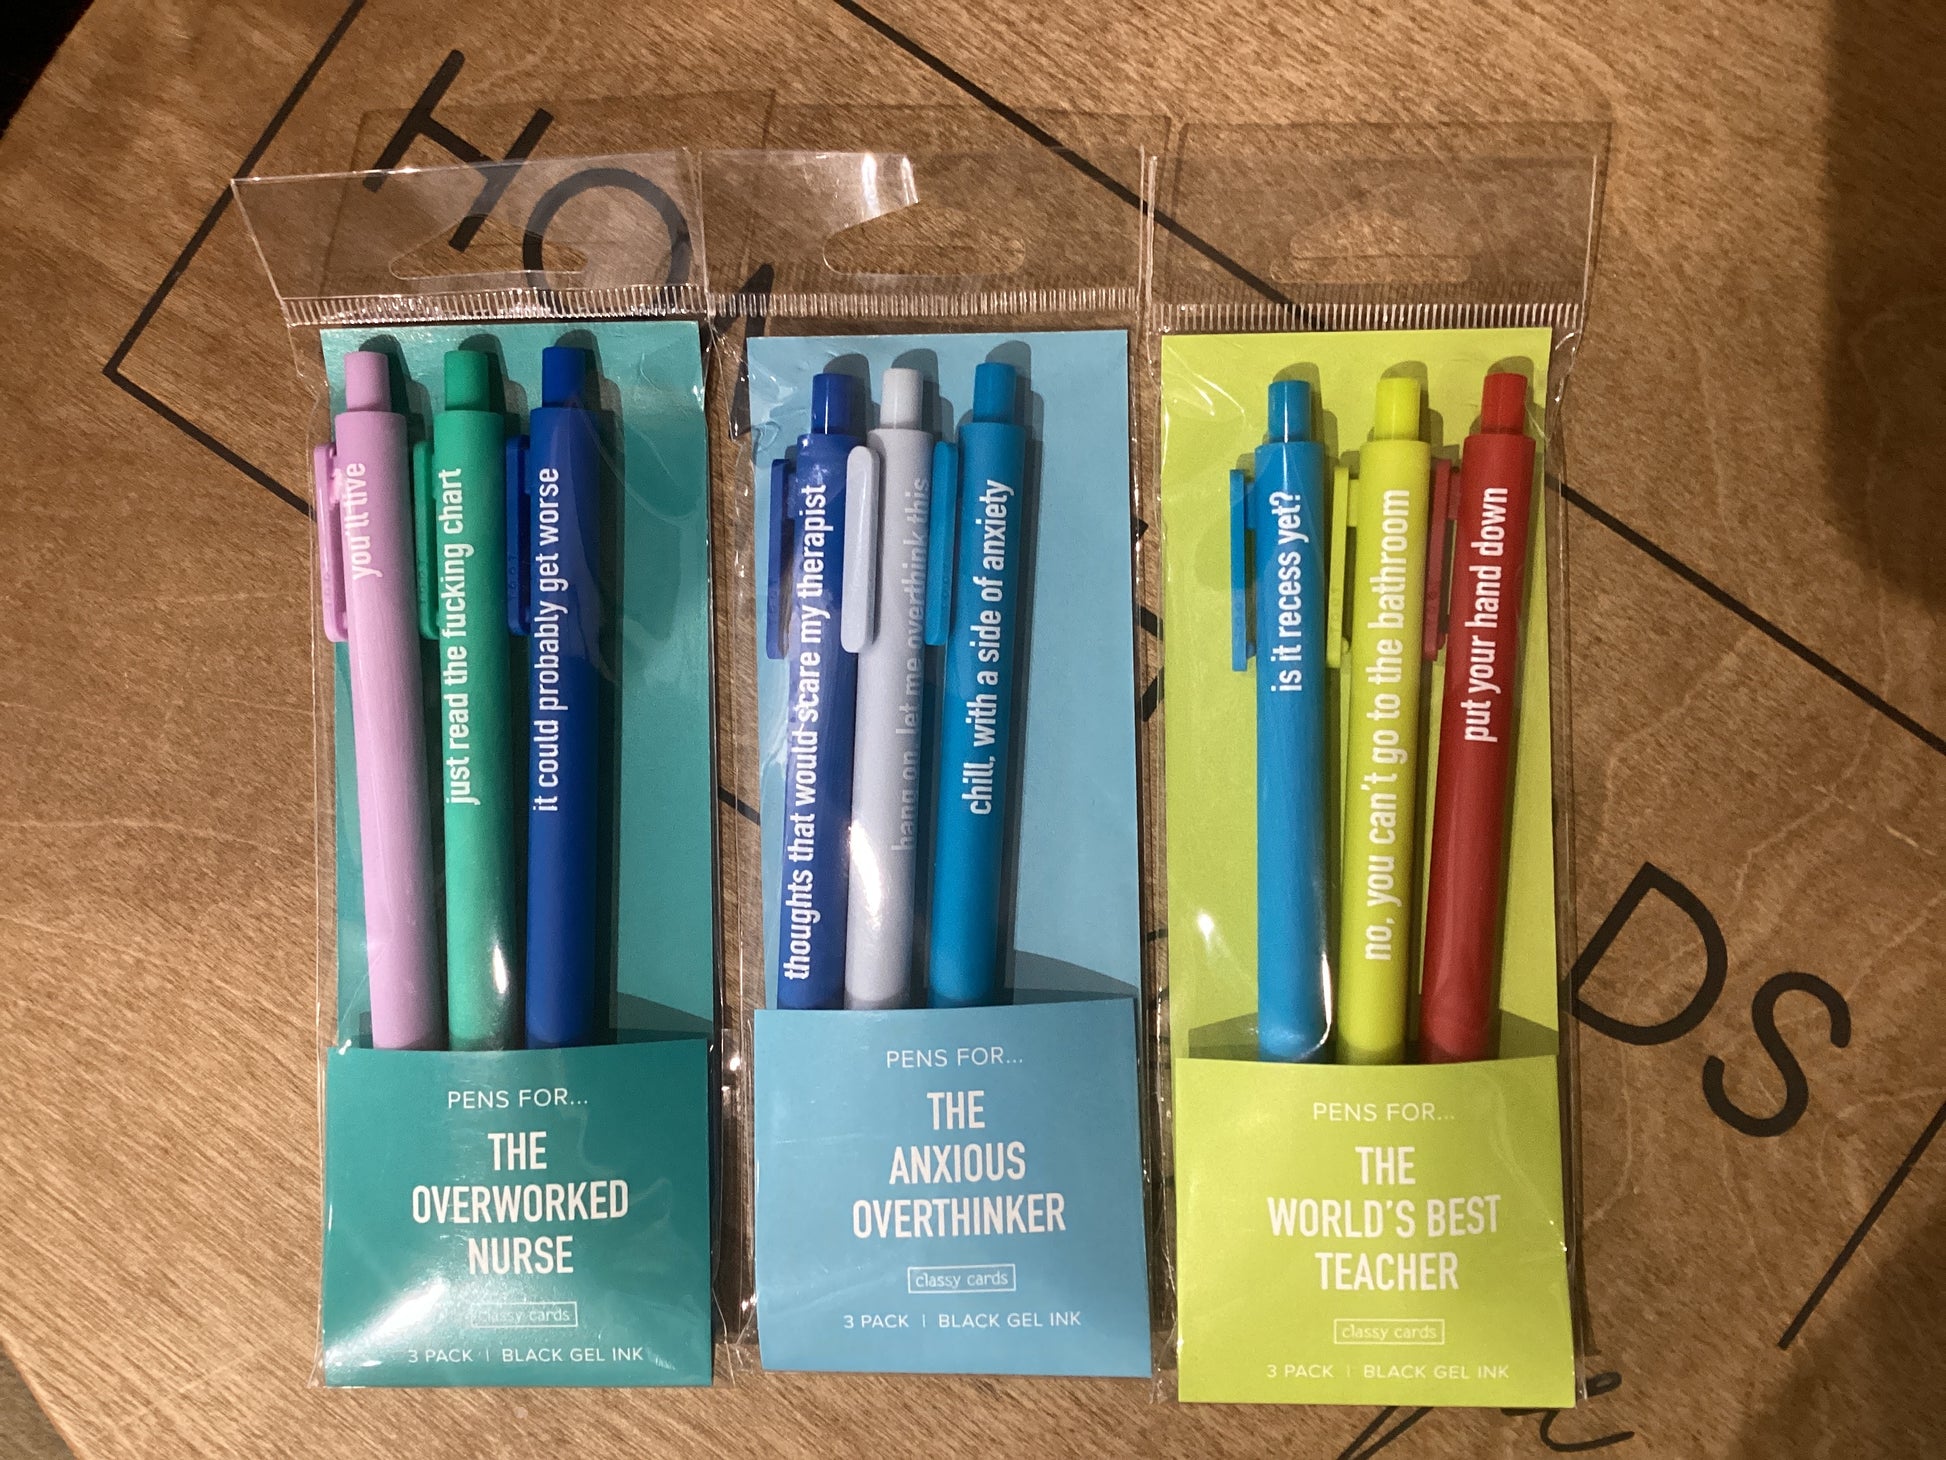 HOM
DS
you'll live
just read the fucking chart
it could probably get worse
PENS FOR...
THE
OVERWORKED
NURSE
classy cards
3 PACK | BLACK GEL INK
thoughts that would scare my therapist
hang on, let me overthink this
chill, with a side of anxiety
PENS FOR...
THE
ANXIOUS
OVERTHINKER
classy cards
3 PACK | BLACK GEL INK
is it recess yet?
no, you can't go to the bathroom
put your hand down
PENS FOR...
THE
WORLD'S BEST
TEACHER
classy cards
3 PACK | BLACK GEL INK